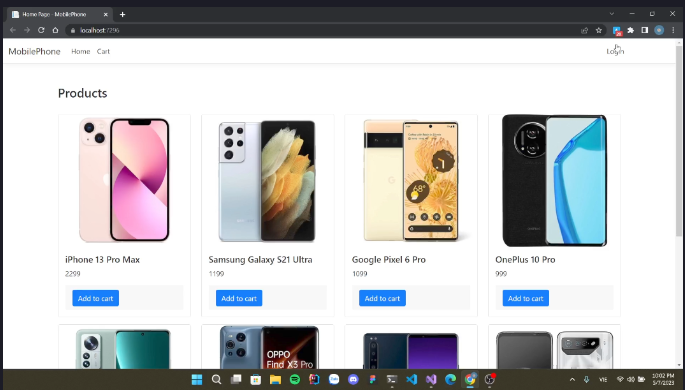 Home Page - MobilePhone
localhost:7296
MobilePhone Home Cart Login
Products
iPhone 13 Pro Max
2299
Add to cart
Samsung Galaxy S21 Ultra
1199
Add to cart
Google Pixel 6 Pro
1099
Add to cart
OnePlus 10 Pro
999
Add to cart
OPPO
Find X3 Pro
VIE
10:02 PM
5/7/2023